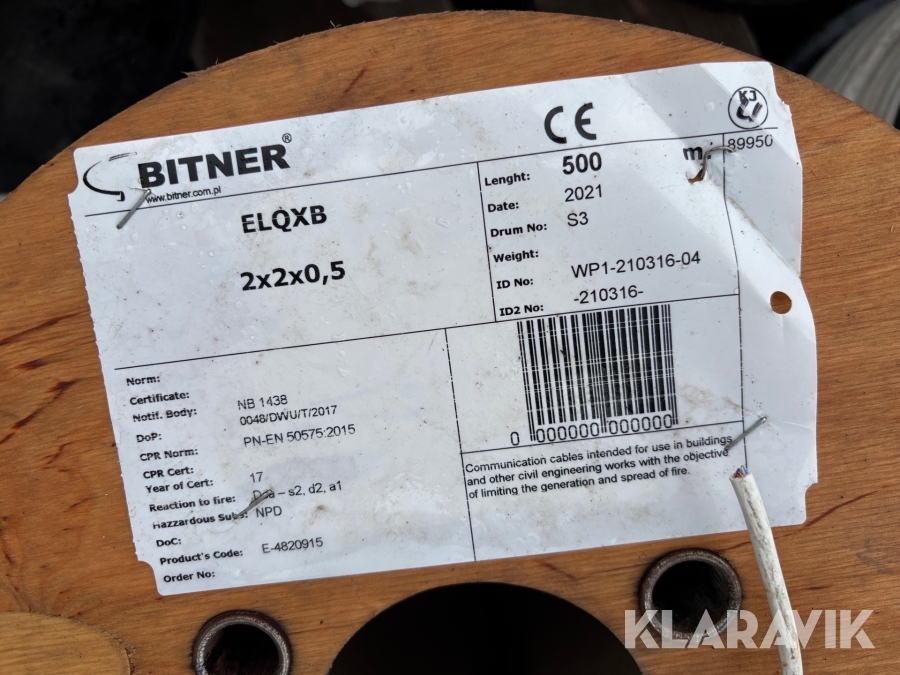 BITNER®
www.bitner.com.pl
CE
KJ
89950
ELQXB
2x2x0,5
Lenght: 500 m.
Date: 2021
Drum No: S3
Weight:
ID No: WP1-210316-04
ID2 No: -210316-
Norm:
Certificate:
Notif. Body: NB 1438
DoP: 0048/DWU/T/2017
CPR Norm: PN-EN 50575:2015
CPR Cert:
Year of Cert: 17
Reaction to fire: – s2, d2, a1
Hazzardous Subs: NPD
DoC:
Product's Code: E-4820915
Order No:
0 000000 000000
Communication cables intended for use in buildings
and other civil engineering works with the objective
of limiting the generation and spread of fire.
KLARAVIK